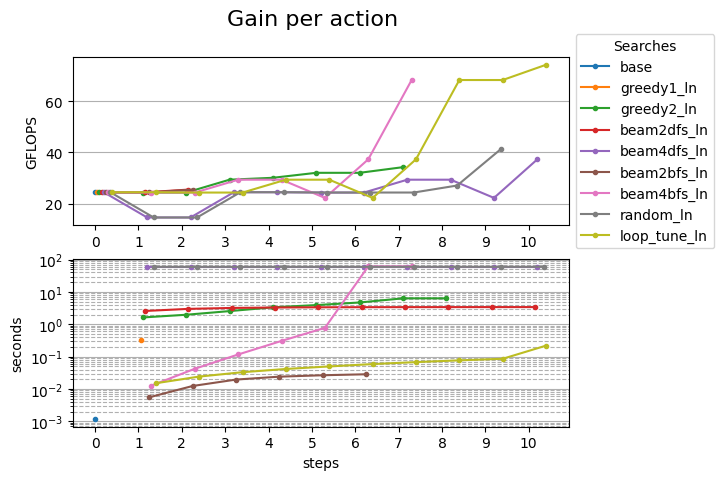 Gain per action
GFLOPS
60
40
20
0 1 2 3 4 5 6 7 8 9 10
Searches
base
greedy1_ln
greedy2_ln
beam2dfs_ln
beam4dfs_ln
beam2bfs_ln
beam4bfs_ln
random_ln
loop_tune_ln
seconds
10²
10¹
10⁰
10⁻¹
10⁻²
10⁻³
0 1 2 3 4 5 6 7 8 9 10
steps